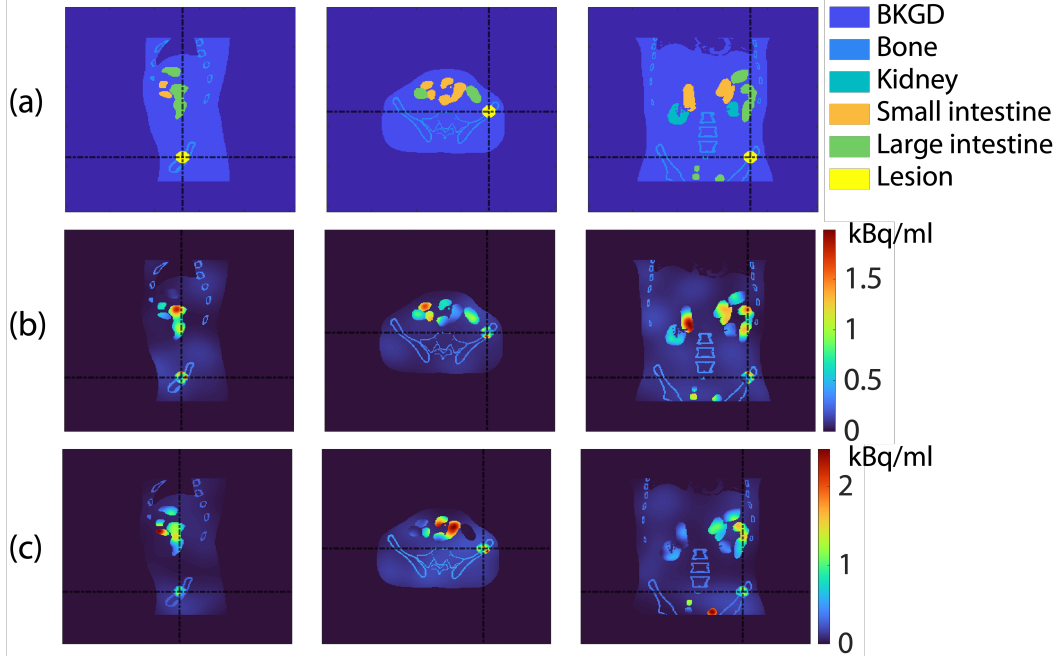 (a)
BKGD
Bone
Kidney
Small intestine
Large intestine
Lesion
(b)
kBq/ml
1.5
1
0.5
0
(c)
kBq/ml
2
1
0